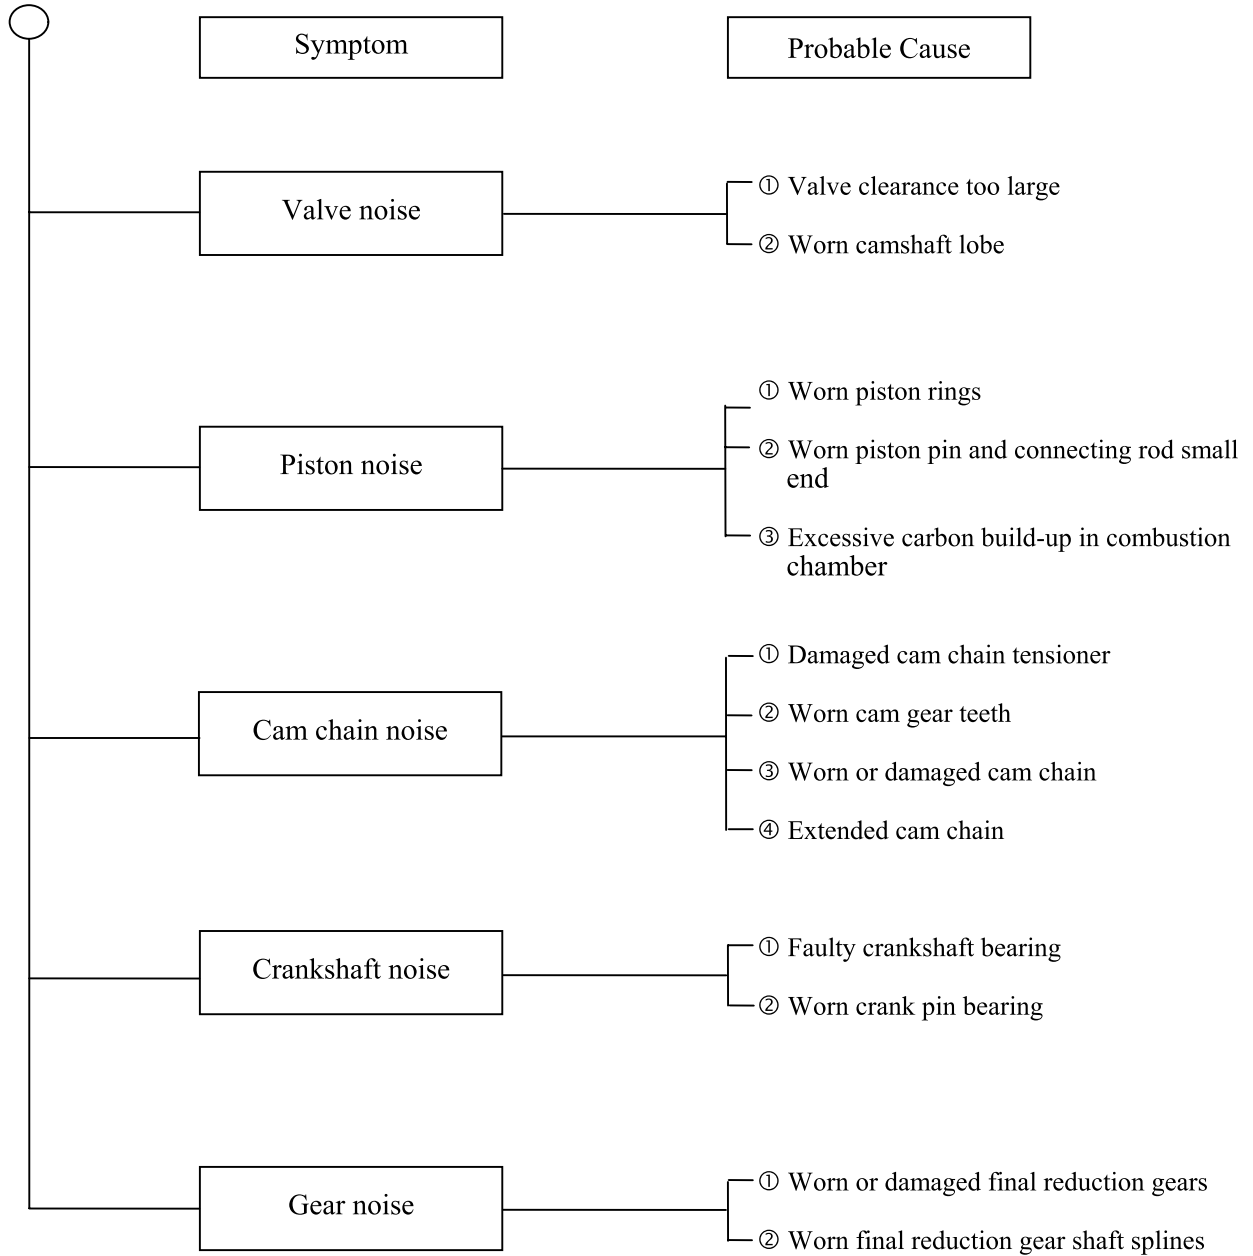 Symptom
Probable Cause
Valve noise
① Valve clearance too large
② Worn camshaft lobe
Piston noise
① Worn piston rings
② Worn piston pin and connecting rod small
end
③ Excessive carbon build-up in combustion
chamber
Cam chain noise
① Damaged cam chain tensioner
② Worn cam gear teeth
③ Worn or damaged cam chain
④ Extended cam chain
Crankshaft noise
① Faulty crankshaft bearing
② Worn crank pin bearing
Gear noise
① Worn or damaged final reduction gears
② Worn final reduction gear shaft splines